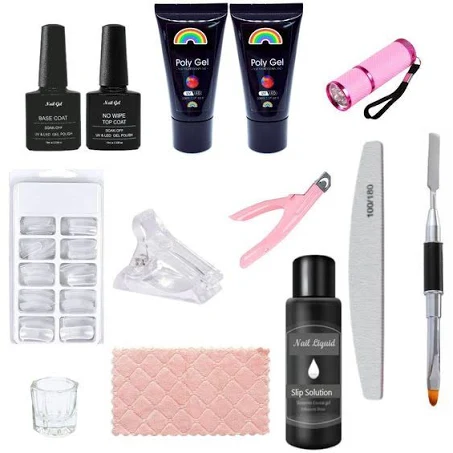 Nail Gel
BASE COAT
SOAK-OFF
UV & LED GEL POLISH
Nail Gel
NO WIPE
TOP COAT
SOAK-OFF
UV & LED GEL POLISH
Poly Gel
Poly Gel
100/180
Nail Liquid
Slip Solution